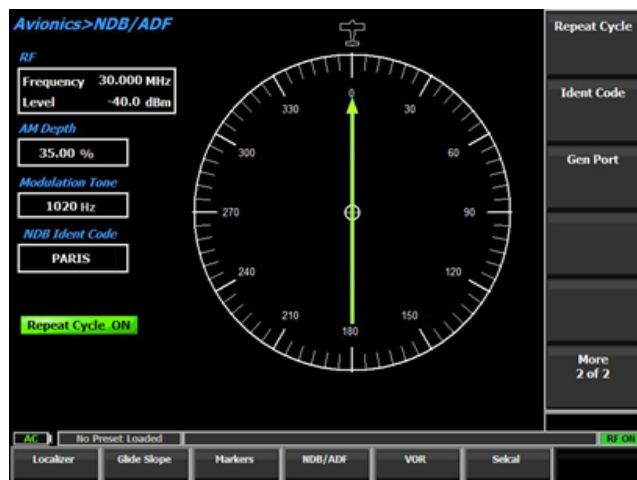 Avionics>NDB/ADF
RF
Frequency 30.000 MHz
Level -40.0 dBm
AM Depth
35.00 %
Modulation Tone
1020 Hz
NDB Ident Code
PARIS
Repeat Cycle ON
0
30
60
90
120
150
180
210
240
270
300
330
Repeat Cycle
Ident Code
Gen Port
More
2 of 2
AC
No Preset Loaded
RF ON
Localizer
Glide Slope
Markers
NDB/ADF
VOR
Selcal